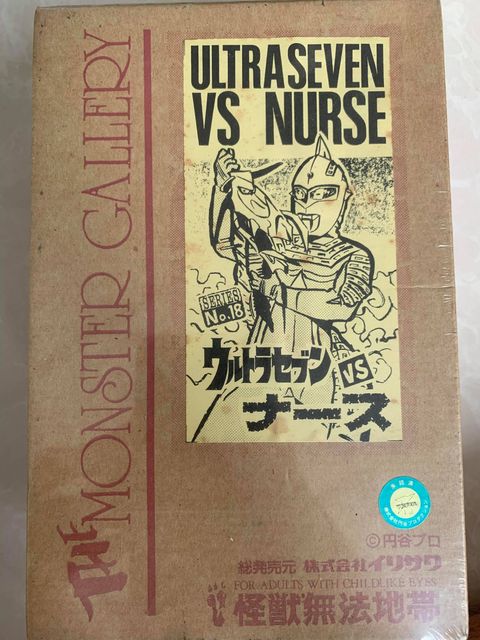 THE MONSTER GALLERY
ULTRASEVEN
VS NURSE
SERIES
No.18
ウルトラセブン
VS
ナース
©円谷プロ
総発売元 株式会社イリサワ
FOR ADULTS WITH CHILDLIKE EYES
怪獣無法地帯